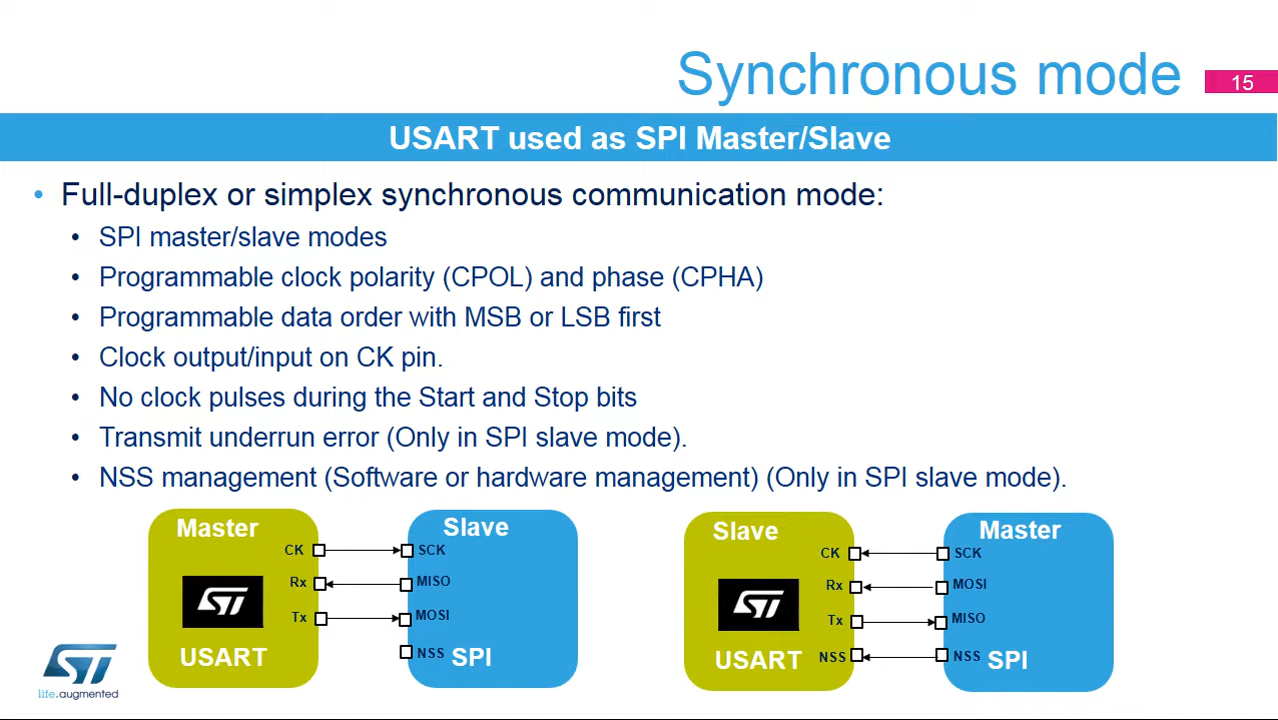 Synchronous mode
15
USART used as SPI Master/Slave
• Full-duplex or simplex synchronous communication mode:
• SPI master/slave modes
• Programmable clock polarity (CPOL) and phase (CPHA)
• Programmable data order with MSB or LSB first
• Clock output/input on CK pin.
• No clock pulses during the Start and Stop bits
• Transmit underrun error (Only in SPI slave mode).
• NSS management (Software or hardware management) (Only in SPI slave mode).
Master
CK
Rx
Tx
ST
USART
Slave
SCK
MISO
MOSI
NSS
SPI
Slave
CK
Rx
Tx
NSS
ST
USART
Master
SCK
MOSI
MISO
NSS
SPI
ST
life.augmented